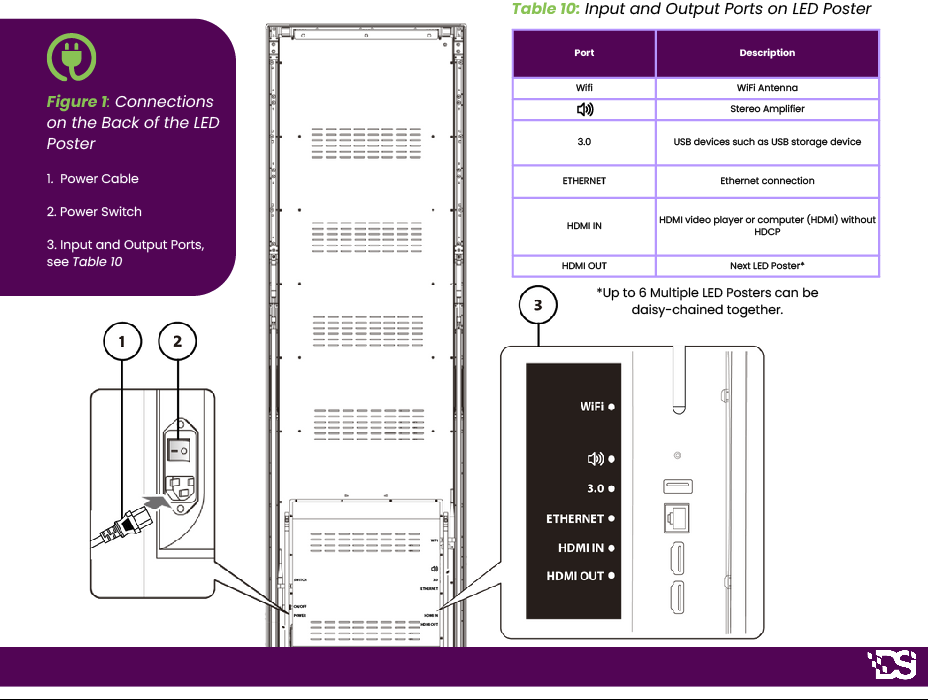 Table 10: Input and Output Ports on LED Poster
Port Description
Wifi WiFi Antenna
Stereo Amplifier
3.0 USB devices such as USB storage device
ETHERNET Ethernet connection
HDMI IN HDMI video player or computer (HDMI) without
HDCP
HDMI OUT Next LED Poster*
*Up to 6 Multiple LED Posters can be
daisy-chained together.
Figure 1: Connections
on the Back of the LED
Poster
1. Power Cable
2. Power Switch
3. Input and Output Ports,
see Table 10
1
2
3
WiFi
3.0
ETHERNET
HDMI IN
HDMI OUT
ETHERNET
ON/OFF
POWER
HDMI IN
HDMI OUT
DS